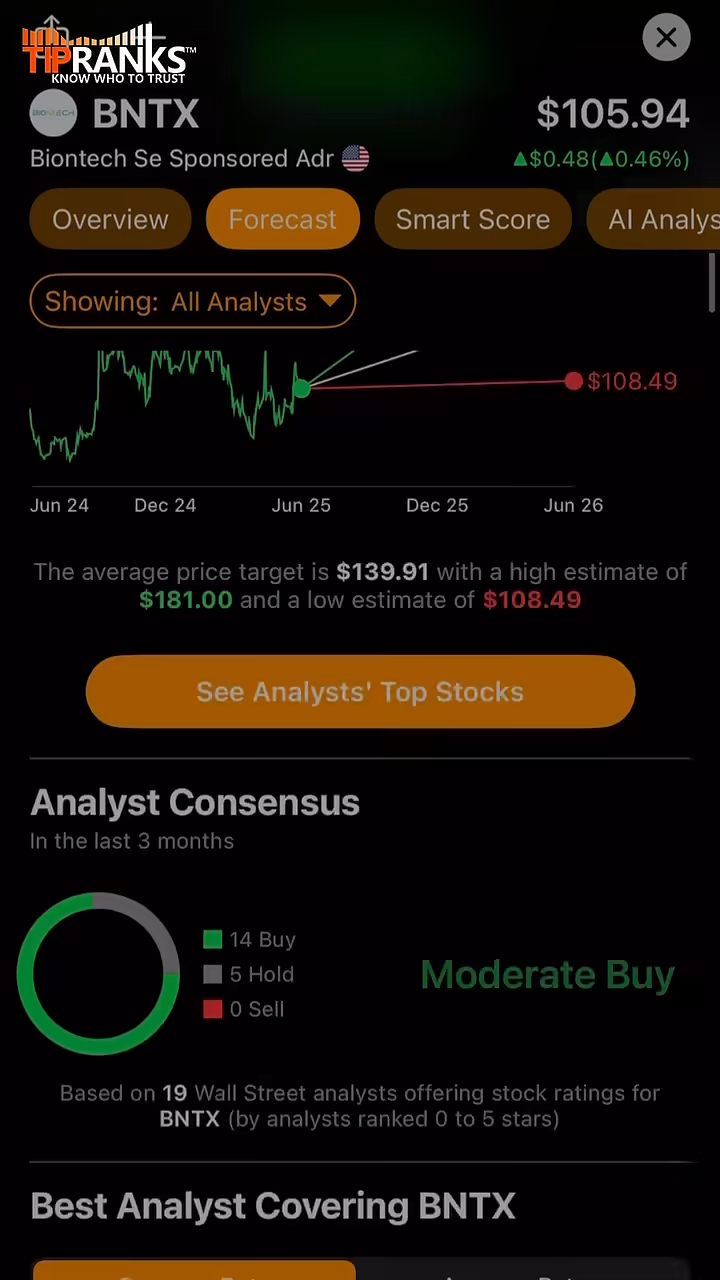 TIPRANKS™
KNOW WHO TO TRUST
BIONTECH
BNTX
$105.94
Biontech Se Sponsored Adr
▲$0.48(▲0.46%)
Overview
Forecast
Smart Score
AI Analys
Showing: All Analysts
$108.49
Jun 24
Dec 24
Jun 25
Dec 25
Jun 26
The average price target is $139.91 with a high estimate of
$181.00 and a low estimate of $108.49
See Analysts' Top Stocks
Analyst Consensus
In the last 3 months
14 Buy
5 Hold
0 Sell
Moderate Buy
Based on 19 Wall Street analysts offering stock ratings for
BNTX (by analysts ranked 0 to 5 stars)
Best Analyst Covering BNTX